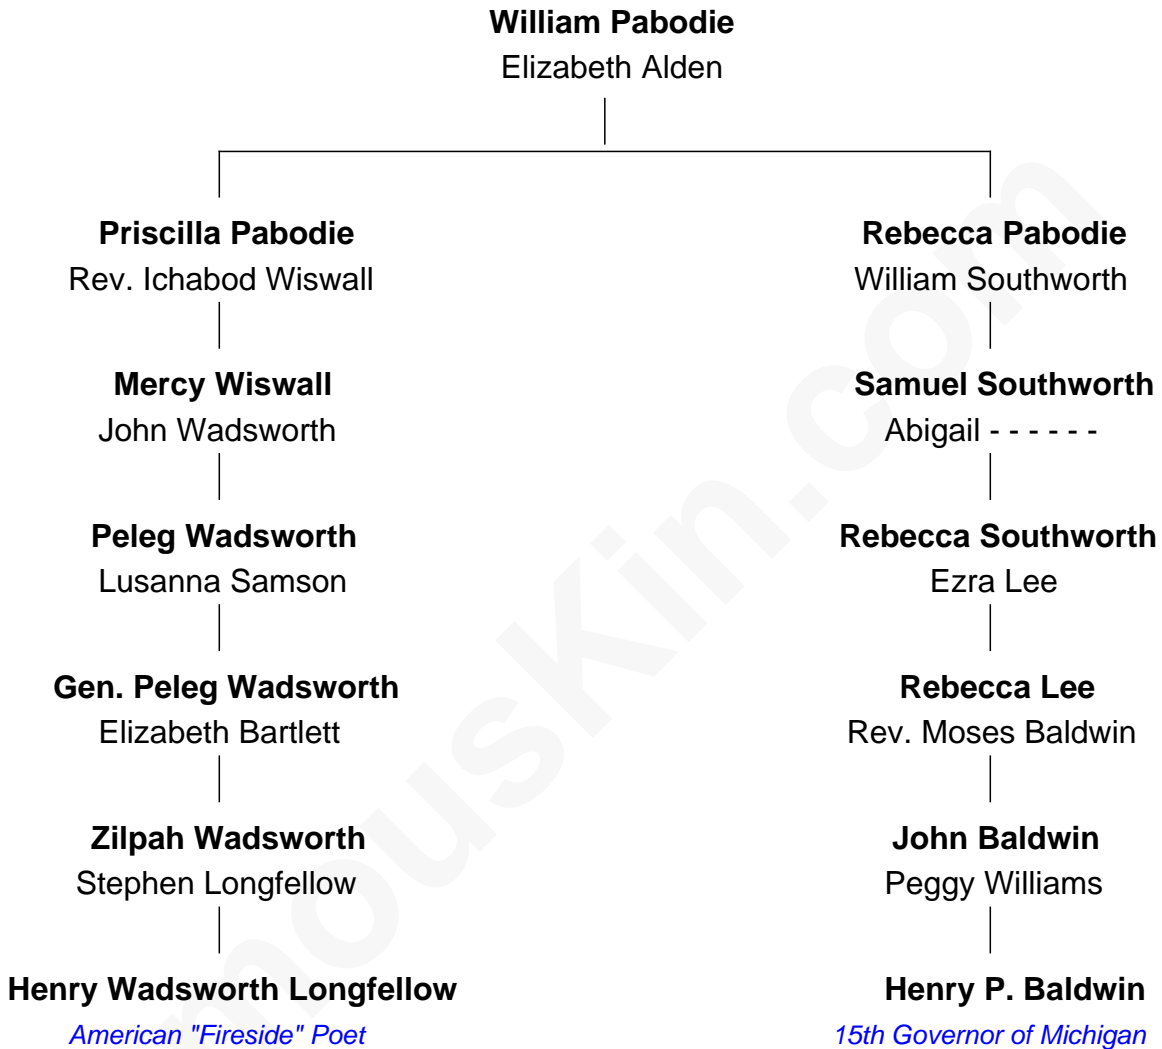 William Pabodie
Elizabeth Alden
Priscilla Pabodie
Rev. Ichabod Wiswall
Rebecca Pabodie
William Southworth
Mercy Wiswall
John Wadsworth
Samuel Southworth
Abigail - - - - - -
Peleg Wadsworth
Lusanna Samson
Rebecca Southworth
Ezra Lee
Gen. Peleg Wadsworth
Elizabeth Bartlett
Rebecca Lee
Rev. Moses Baldwin
Zilpah Wadsworth
Stephen Longfellow
John Baldwin
Peggy Williams
Henry Wadsworth Longfellow
American "Fireside" Poet
Henry P. Baldwin
15th Governor of Michigan
mousKin.com